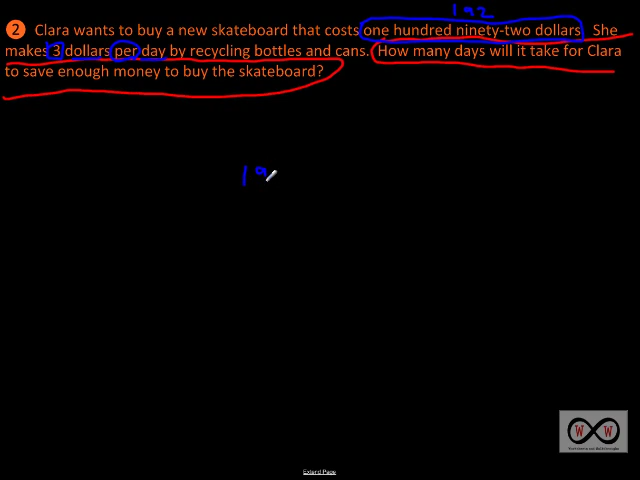 192
2 Clara wants to buy a new skateboard that costs one hundred ninety-two dollars. She
makes 3 dollars per day by recycling bottles and cans. How many days will it take for Clara
to save enough money to buy the skateboard?
19
W W
Extend Page